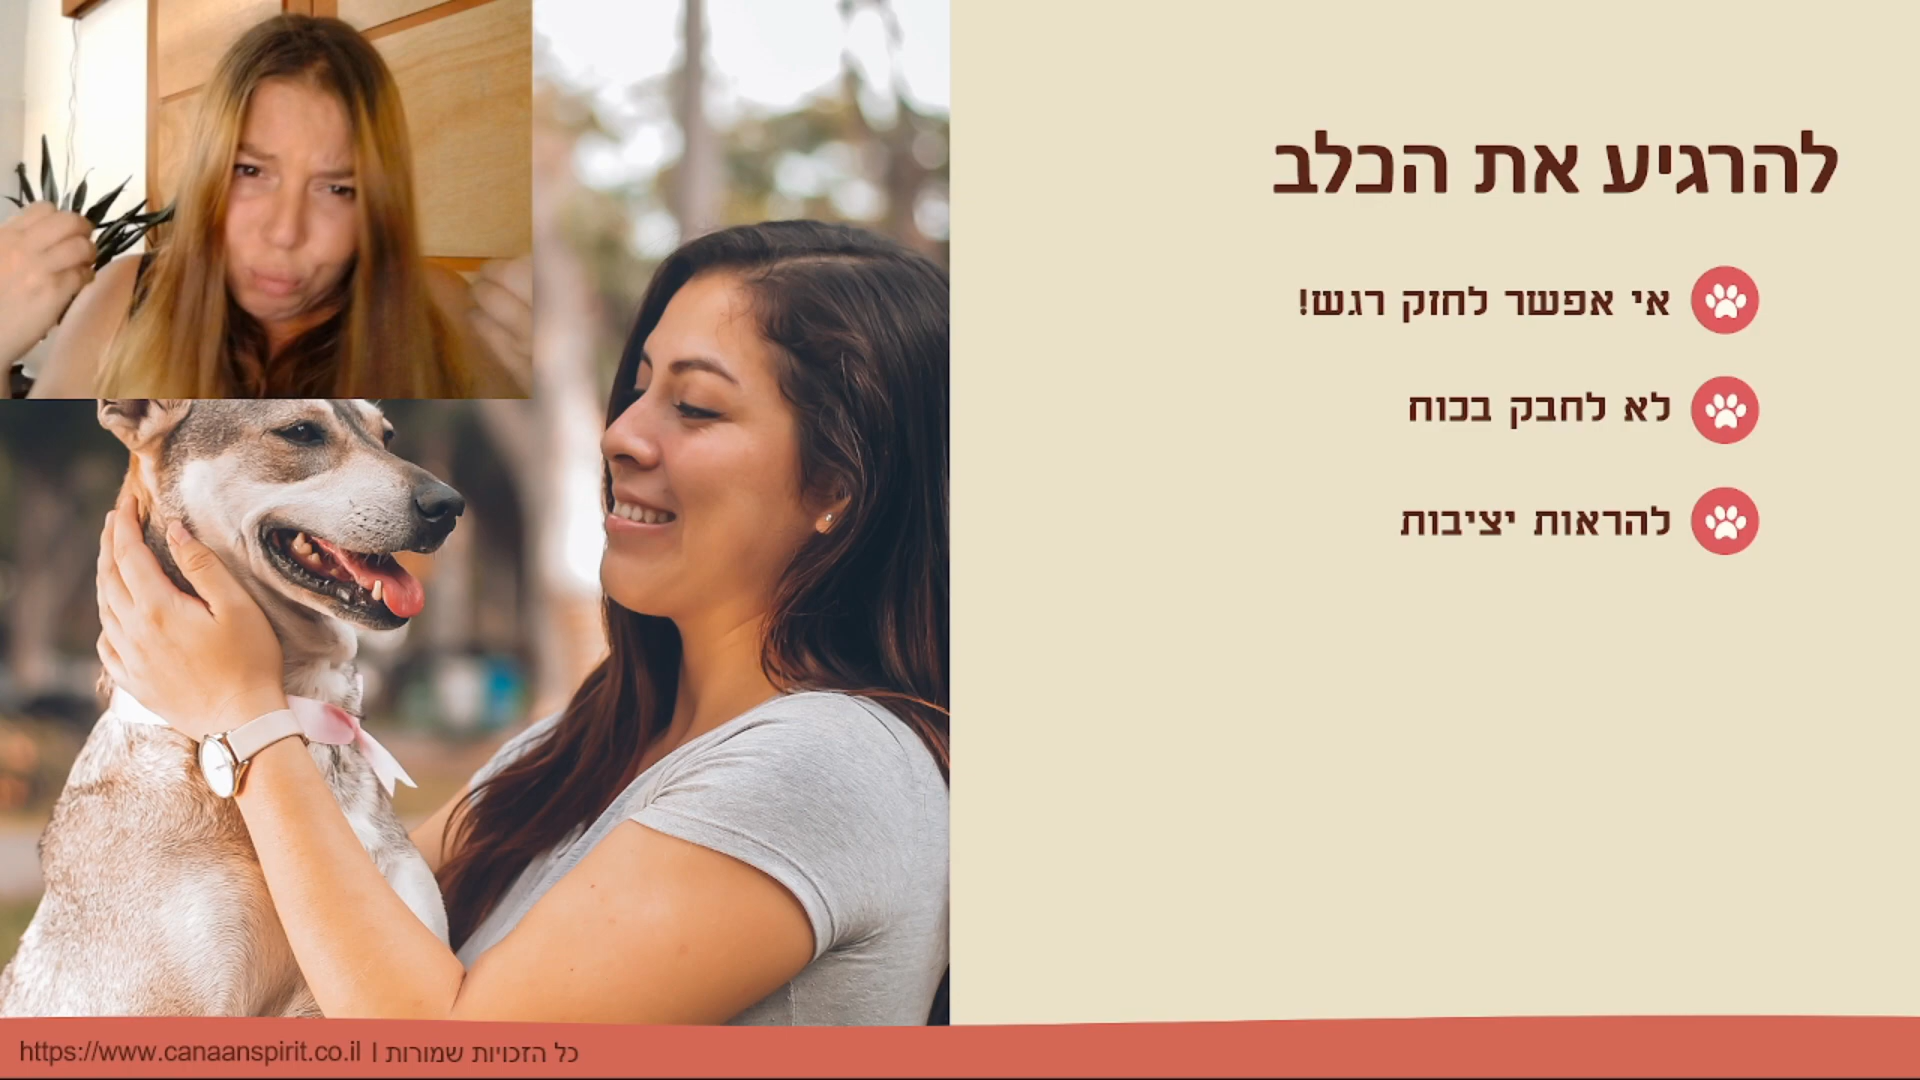 להרגיע את הכלב
אי אפשר לחזק רגש!
לא לחבק בכוח
להראות יציבות
https://www.canaanspirit.co.il | כל הזכויות שמורות